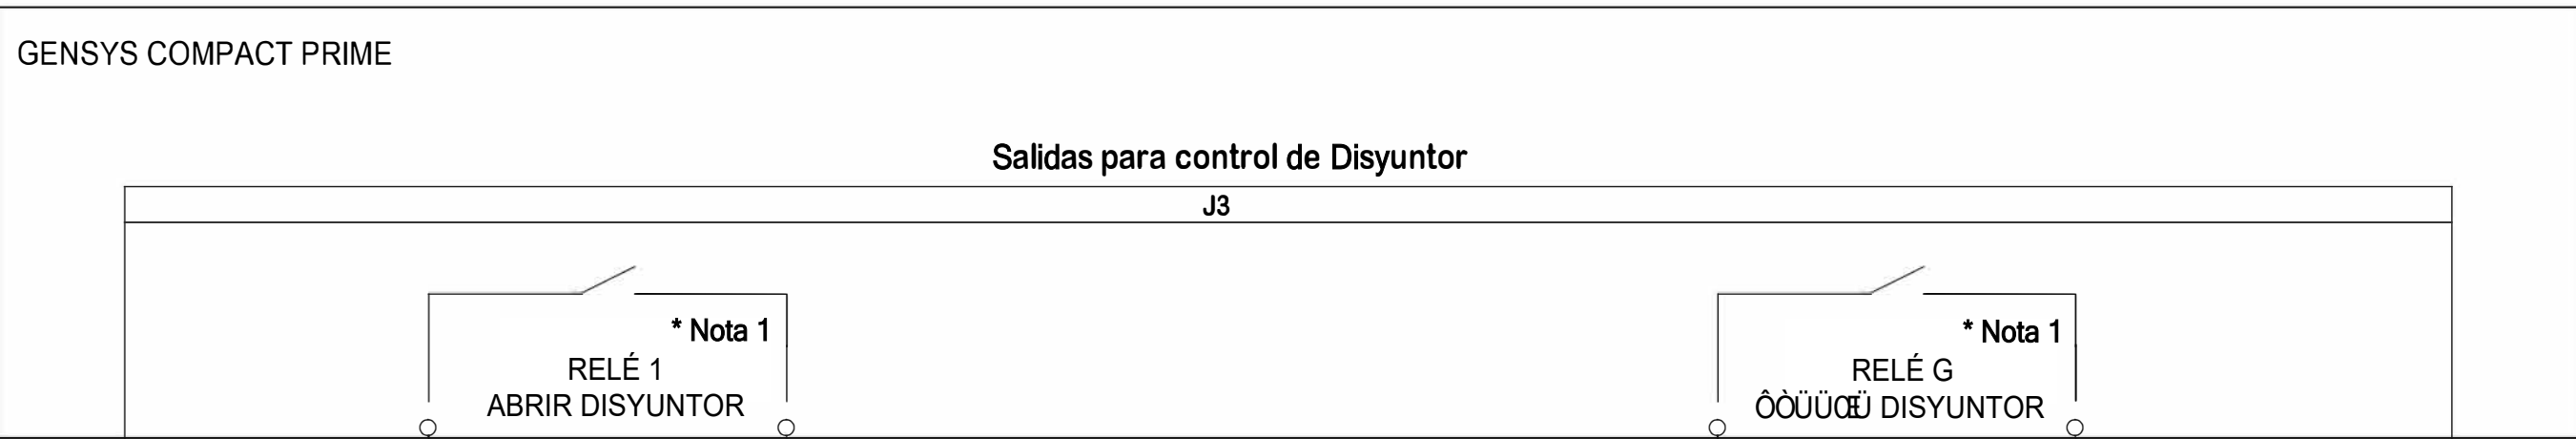 GENSYS COMPACT PRIME
Salidas para control de Disyuntor
J3
* Nota 1
RELÉ 1
ABRIR DISYUNTOR
* Nota 1
RELÉ G
DISYUNTOR